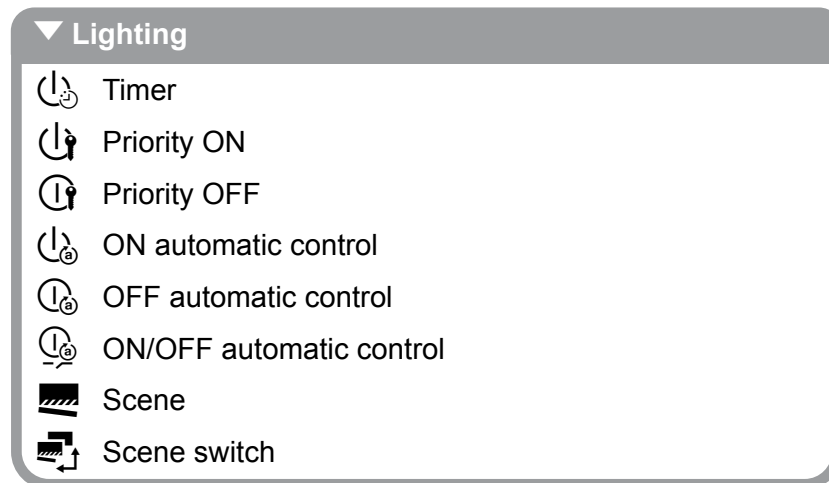 Lighting
Timer
Priority ON
Priority OFF
ON automatic control
OFF automatic control
ON/OFF automatic control
Scene
Scene switch